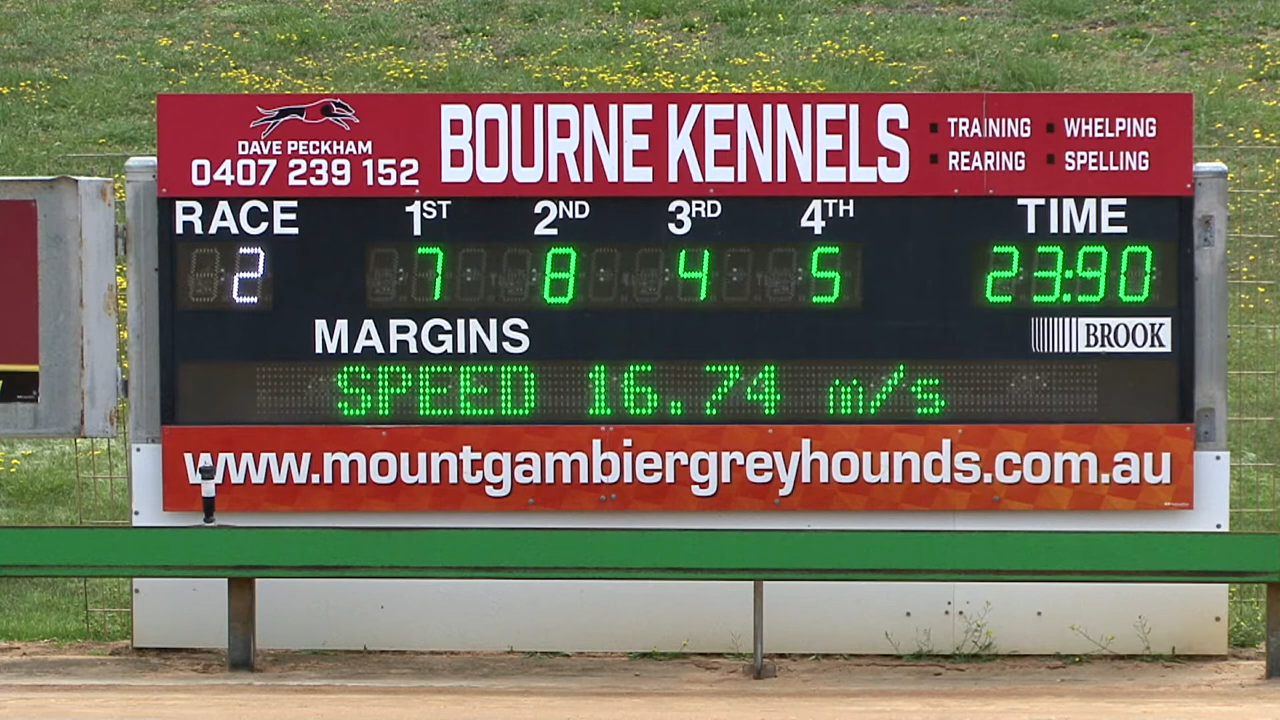 DAVE PECKHAM
0407 239 152
BOURNE KENNELS
TRAINING WHELPING
REARING SPELLING
RACE 1ST 2ND 3RD 4TH TIME
2 7 8 4 5 23:90
MARGINS
BROOK
SPEED 16.74 m/s
www.mountgambiergreyhounds.com.au